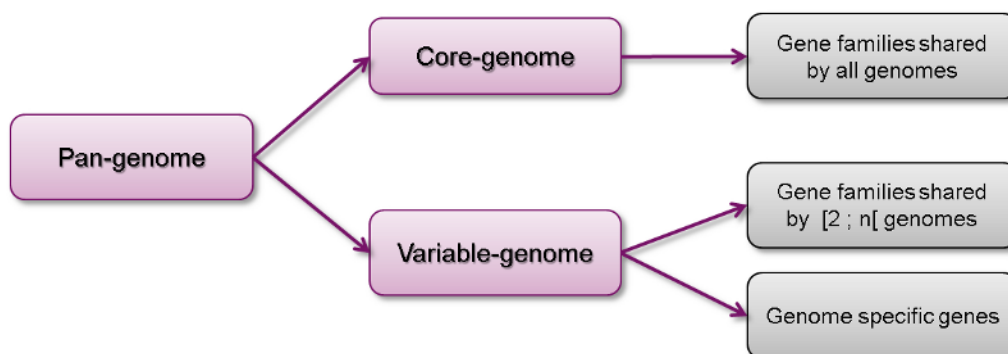 Pan-genome
Core-genome
Gene families shared
by all genomes
Variable-genome
Gene families shared
by [2 ; n[ genomes
Genome specific genes